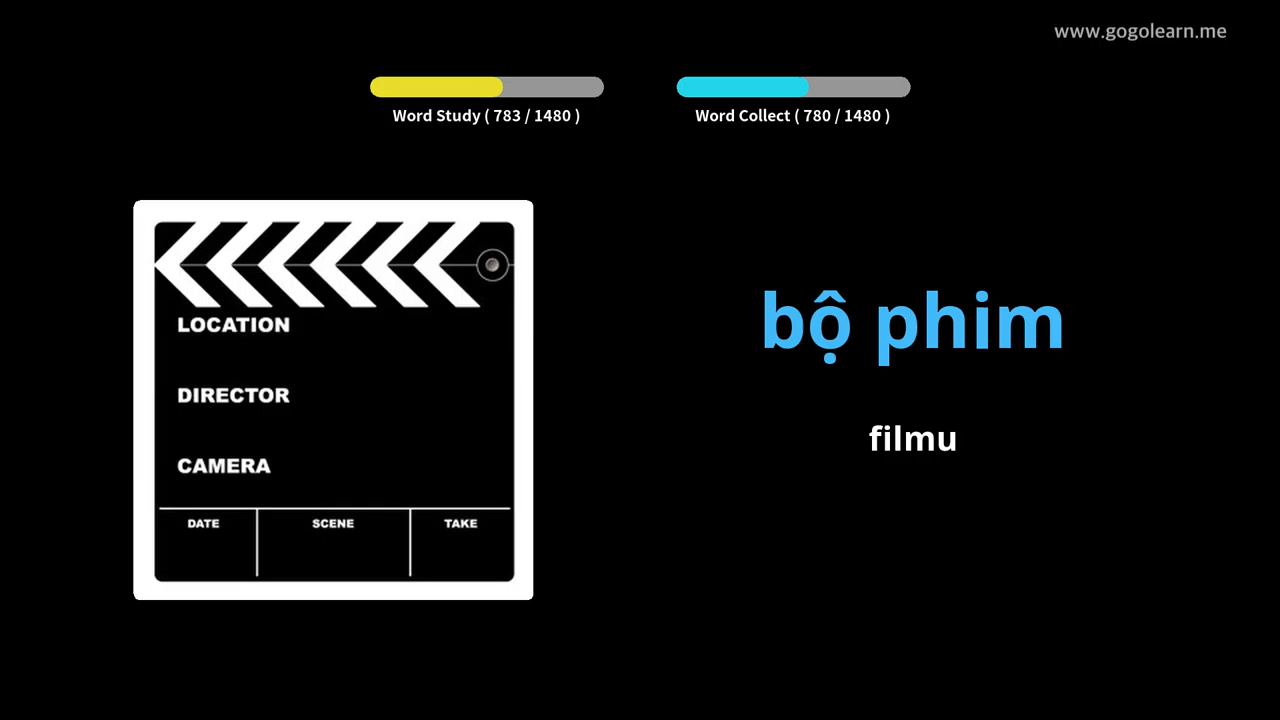 www.gogolearn.me
Word Study ( 783 / 1480 )
Word Collect ( 780 / 1480 )
LOCATION
DIRECTOR
CAMERA
DATE
SCENE
TAKE
bộ phim
filmu